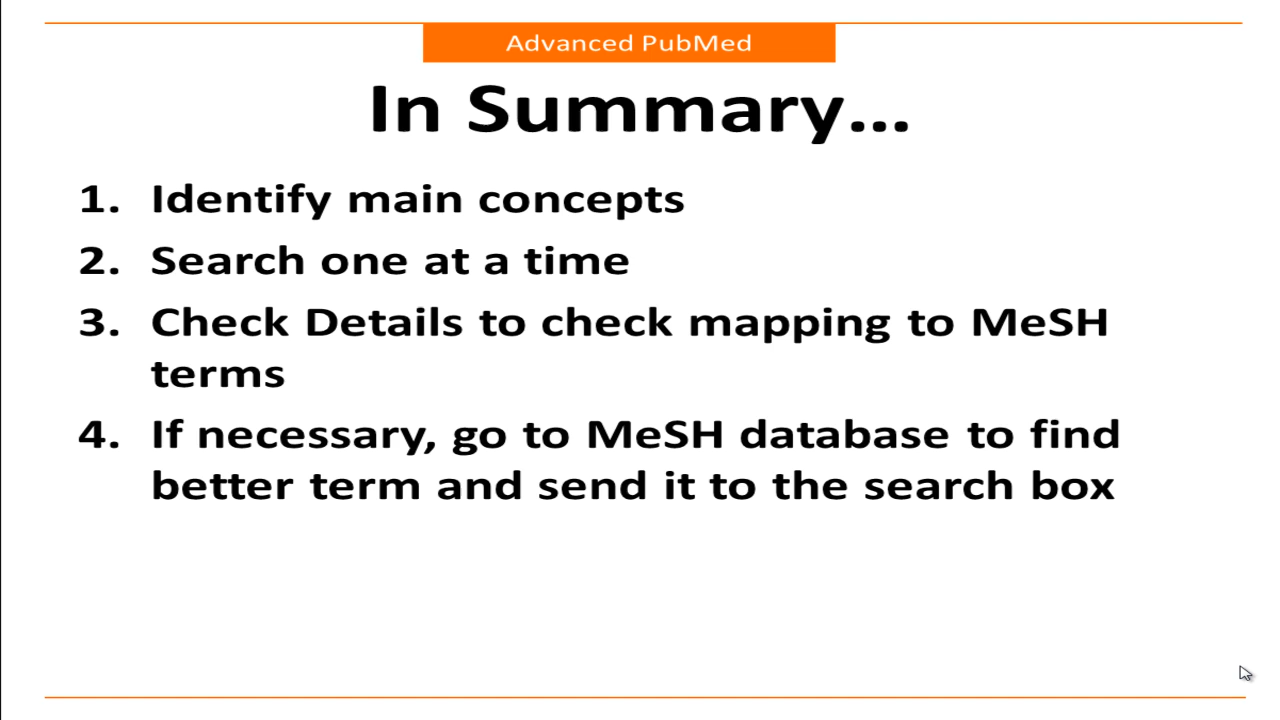 Advanced PubMed
In Summary...
1. Identify main concepts
2. Search one at a time
3. Check Details to check mapping to MeSH
terms
4. If necessary, go to MeSH database to find
better term and send it to the search box